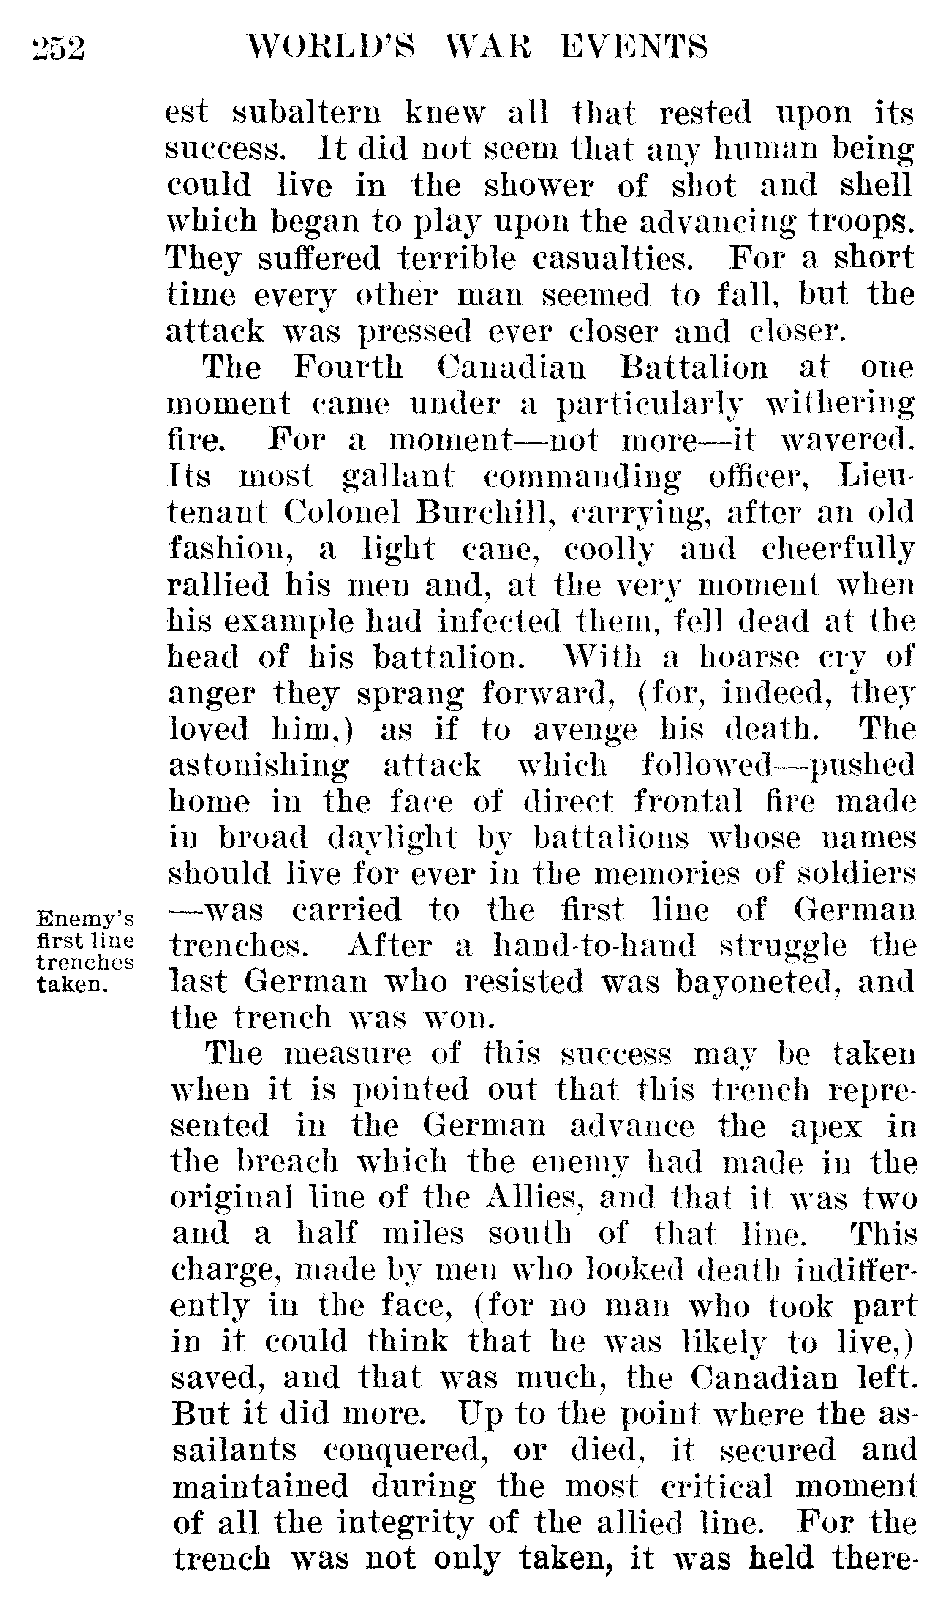 252 WORLD'S WAR EVENTS
est subaltern knew all that rested upon its
success. It did not seem that any human being
could live in the shower of shot and shell
which began to play upon the advancing troops.
They suffered terrible casualties. For a short
time every other man seemed to fall, but the
attack was pressed ever closer and closer.
The Fourth Canadian Battalion at one
moment came under a particularly withering
fire. For a moment—not more—it wavered.
Its most gallant commanding officer, Lieu-
tenant Colonel Burchill, carrying, after an old
fashion, a light cane, coolly and cheerfully
rallied his men and, at the very moment when
his example had infected them, fell dead at the
head of his battalion. With a hoarse cry of
anger they sprang forward, (for, indeed, they
loved him,) as if to avenge his death. The
astonishing attack which followed—pushed
home in the face of direct frontal fire made
in broad daylight by battalions whose names
should live for ever in the memories of soldiers
—was carried to the first line of German
trenches. After a hand-to-hand struggle the
last German who resisted was bayoneted, and
the trench was won.
Enemy's
first line
trenches
taken.
The measure of this success may be taken
when it is pointed out that this trench repre-
sented in the German advance the apex in
the breach which the enemy had made in the
original line of the Allies, and that it was two
and a half miles south of that line. This
charge, made by men who looked death indiffer-
ently in the face, (for no man who took part
in it could think that he was likely to live,)
saved, and that was much, the Canadian left.
But it did more. Up to the point where the as-
sailants conquered, or died, it secured and
maintained during the most critical moment
of all the integrity of the allied line. For the
trench was not only taken, it was held there-